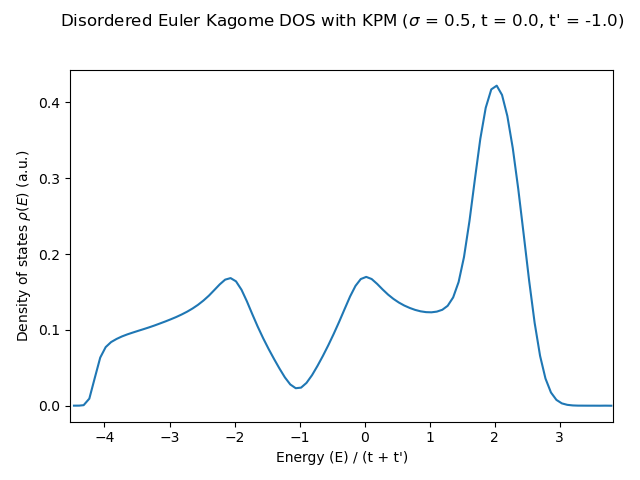 Disordered Euler Kagome DOS with KPM (σ = 0.5, t = 0.0, t' = -1.0)
Density of states ρ(E) (a.u.)
0.4
0.3
0.2
0.1
0.0
−4 −3 −2 −1 0 1 2 3
Energy (E) / (t + t')